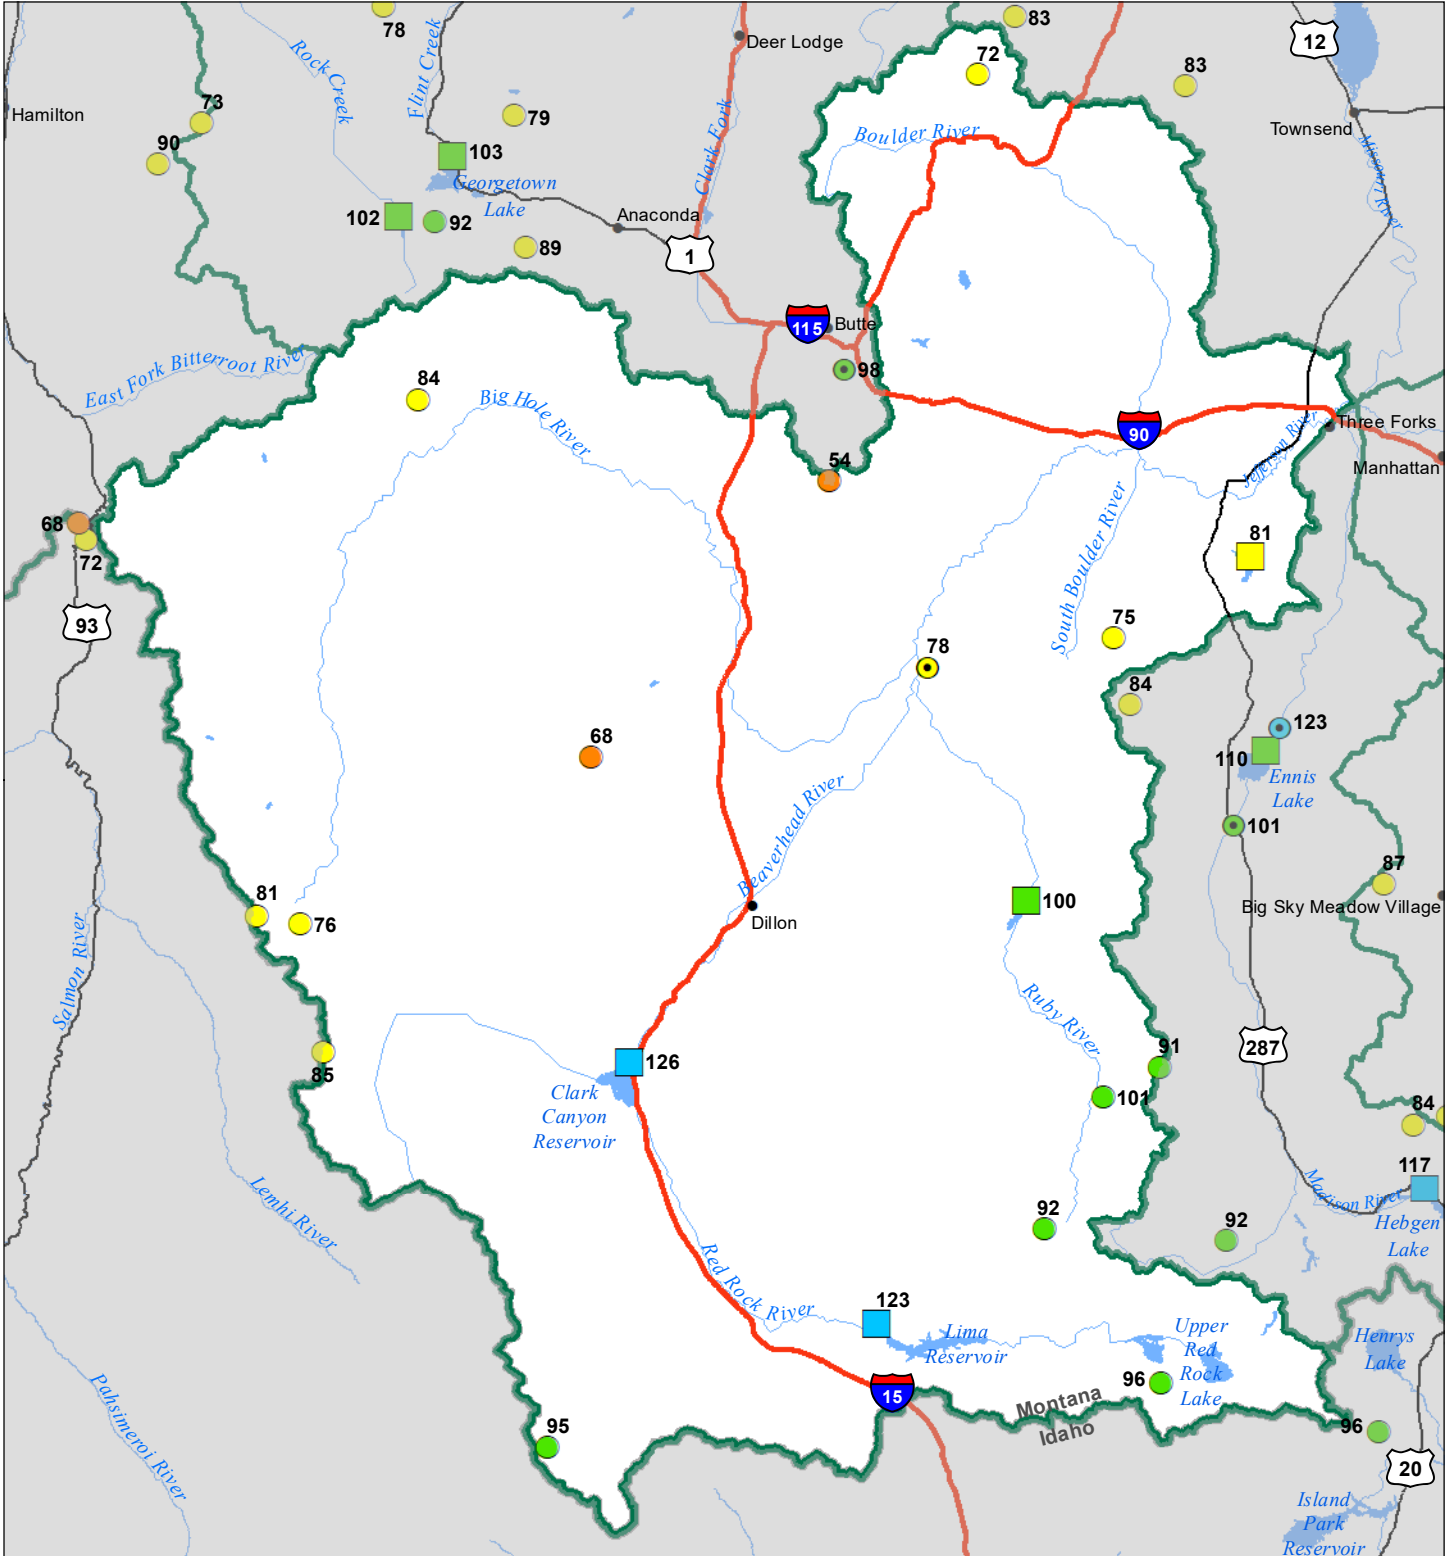 78
83
Deer Lodge
12
72
83
Rock Creek
Flint Creek
73
Hamilton
79
Clark Fork
Boulder River
Townsend
90
103
Missouri River
Georgetown
Lake
102
92
Anaconda
89
1
115
Butte
East Fork Bitterroot River
98
84
Big Hole River
90
Jefferson River
Three Forks
Manhattan
54
South Boulder River
68
72
81
93
75
78
84
123
68
110
Ennis
Lake
Beaverhead River
101
87
81
76
Dillon
100
Big Sky Meadow Village
Salmon River
Ruby River
85
126
Clark
Canyon
Reservoir
91
287
101
84
117
Lemhi River
Madison River
92
92
Hebgen
Lake
Red Rock River
123
Lima
Reservoir
Upper
Red
Rock
Lake
Henrys
Lake
96
15
Montana
Idaho
Pahsimeroi River
95
96
20
Island
Park
Reservoir